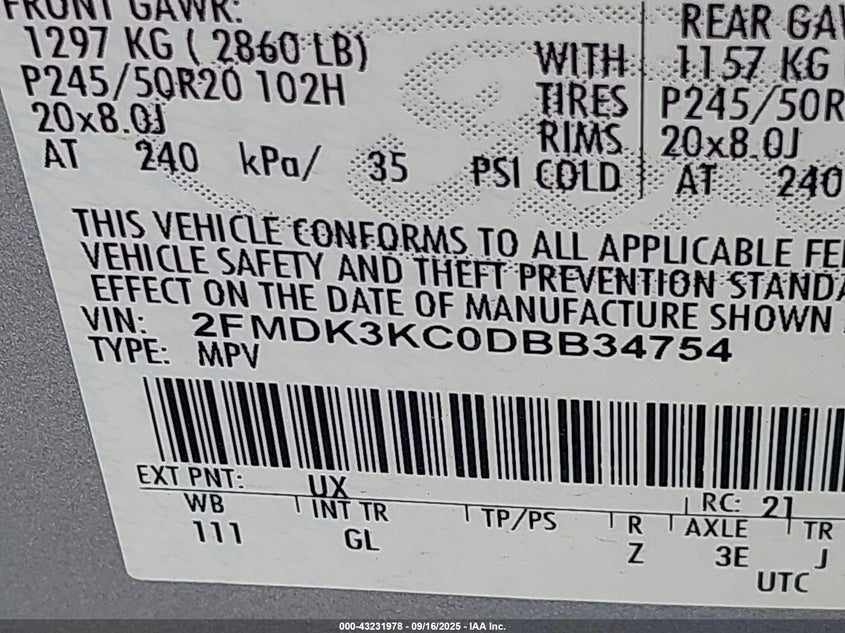 FRONT GAWR:
1297 KG ( 2860 LB)
P245/50R20 102H
20x8.0J
AT 240 kPa/ 35 PSI COLD
WITH
TIRES
RIMS
REAR GAW
1157 KG
P245/50R
20x8.0J
AT 240
THIS VEHICLE CONFORMS TO ALL APPLICABLE FE
VEHICLE SAFETY AND THEFT PREVENTION STANDA
EFFECT ON THE DATE OF MANUFACTURE SHOWN
VIN: 2FMDK3KC0DBB34754
TYPE: MPV
EXT PNT: UX RC: 21
WB INT TR TP/PS R AXLE TR
111 GL Z 3E J
UTC
000-43231978 - 09/16/2025 - IAA Inc.